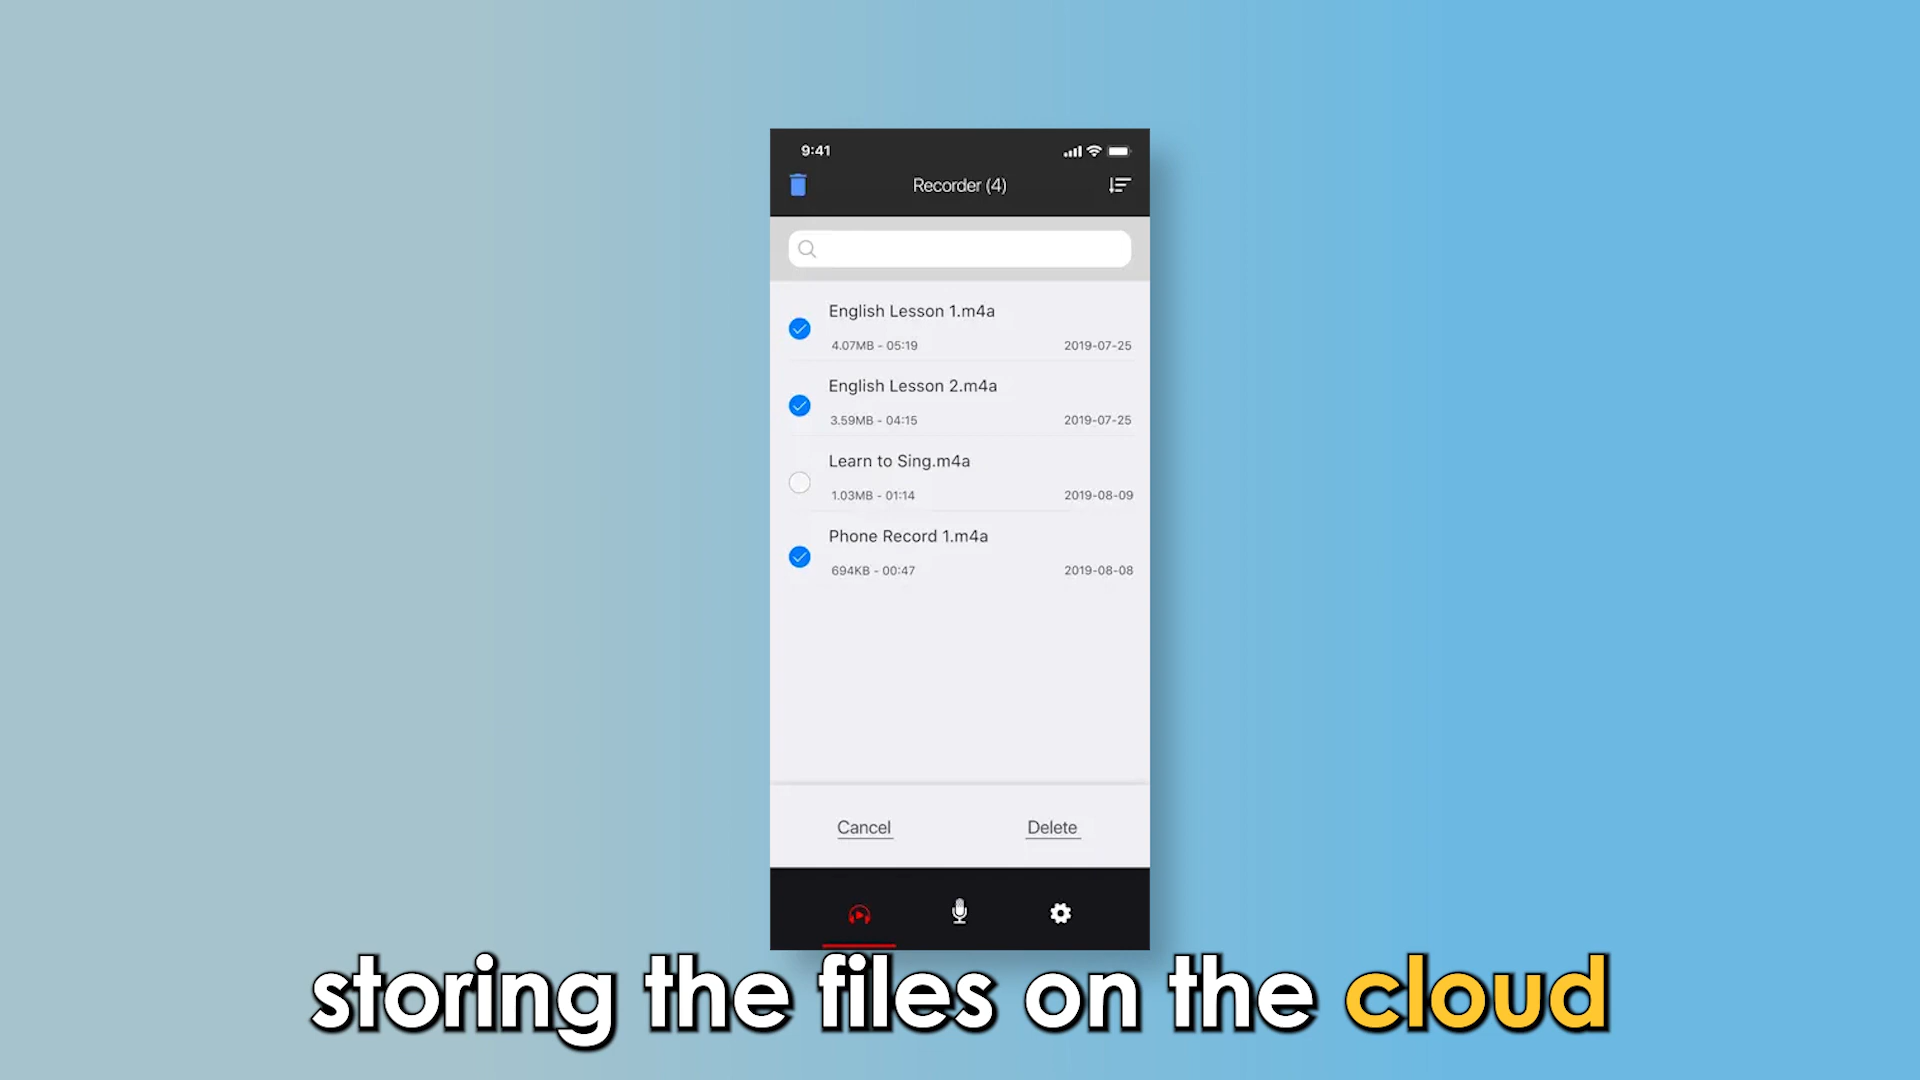 9:41
Recorder (4)
English Lesson 1.m4a
4.07MB - 05:19 2019-07-25
English Lesson 2.m4a
3.59MB - 04:15 2019-07-25
Learn to Sing.m4a
1.03MB - 01:14 2019-08-09
Phone Record 1.m4a
694KB - 00:47 2019-08-08
Cancel Delete
storing the files on the cloud